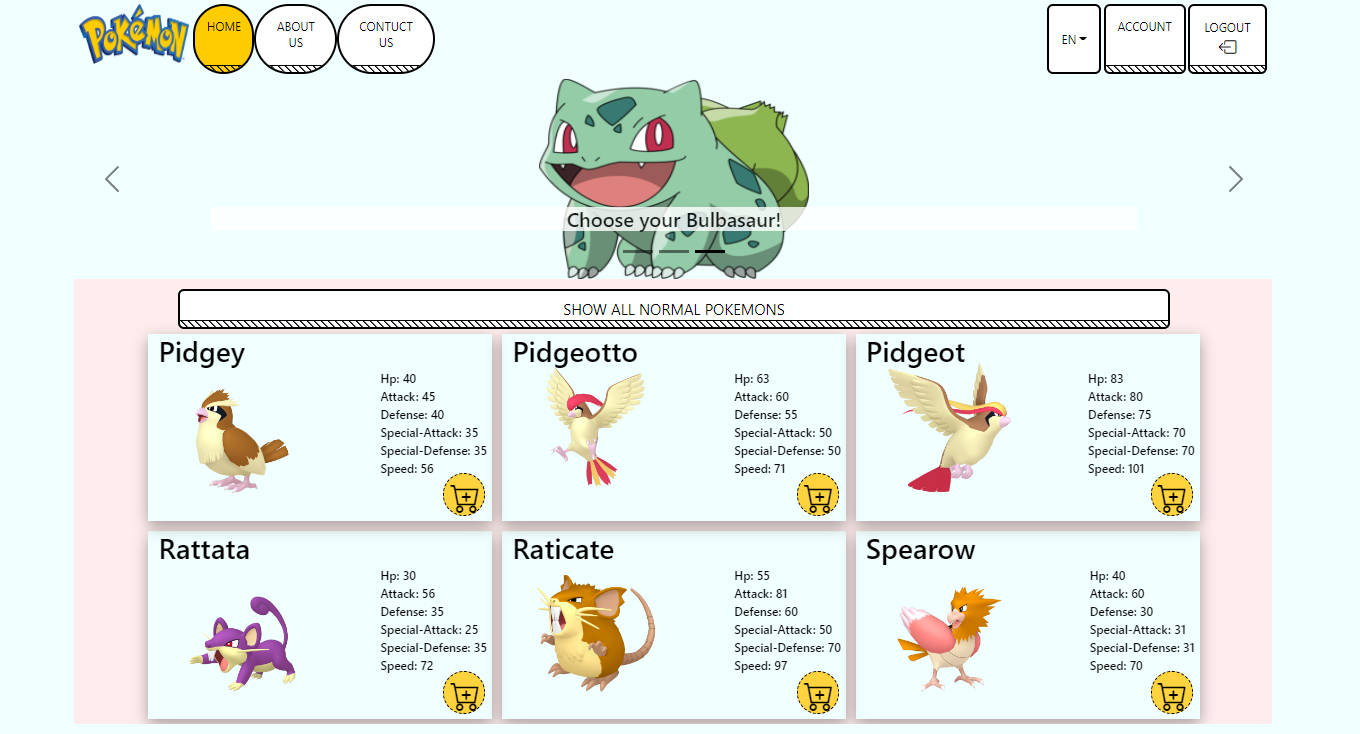 POKéMON
HOME
ABOUT
US
CONTUCT
US
EN
ACCOUNT
LOGOUT
Choose your Bulbasaur!
SHOW ALL NORMAL POKEMONS
Pidgey
Hp: 40
Attack: 45
Defense: 40
Special-Attack: 35
Special-Defense: 35
Speed: 56
Pidgeotto
Hp: 63
Attack: 60
Defense: 55
Special-Attack: 50
Special-Defense: 50
Speed: 71
Pidgeot
Hp: 83
Attack: 80
Defense: 75
Special-Attack: 70
Special-Defense: 70
Speed: 101
Rattata
Hp: 30
Attack: 56
Defense: 35
Special-Attack: 25
Special-Defense: 35
Speed: 72
Raticate
Hp: 55
Attack: 81
Defense: 60
Special-Attack: 50
Special-Defense: 70
Speed: 97
Spearow
Hp: 40
Attack: 60
Defense: 30
Special-Attack: 31
Special-Defense: 31
Speed: 70